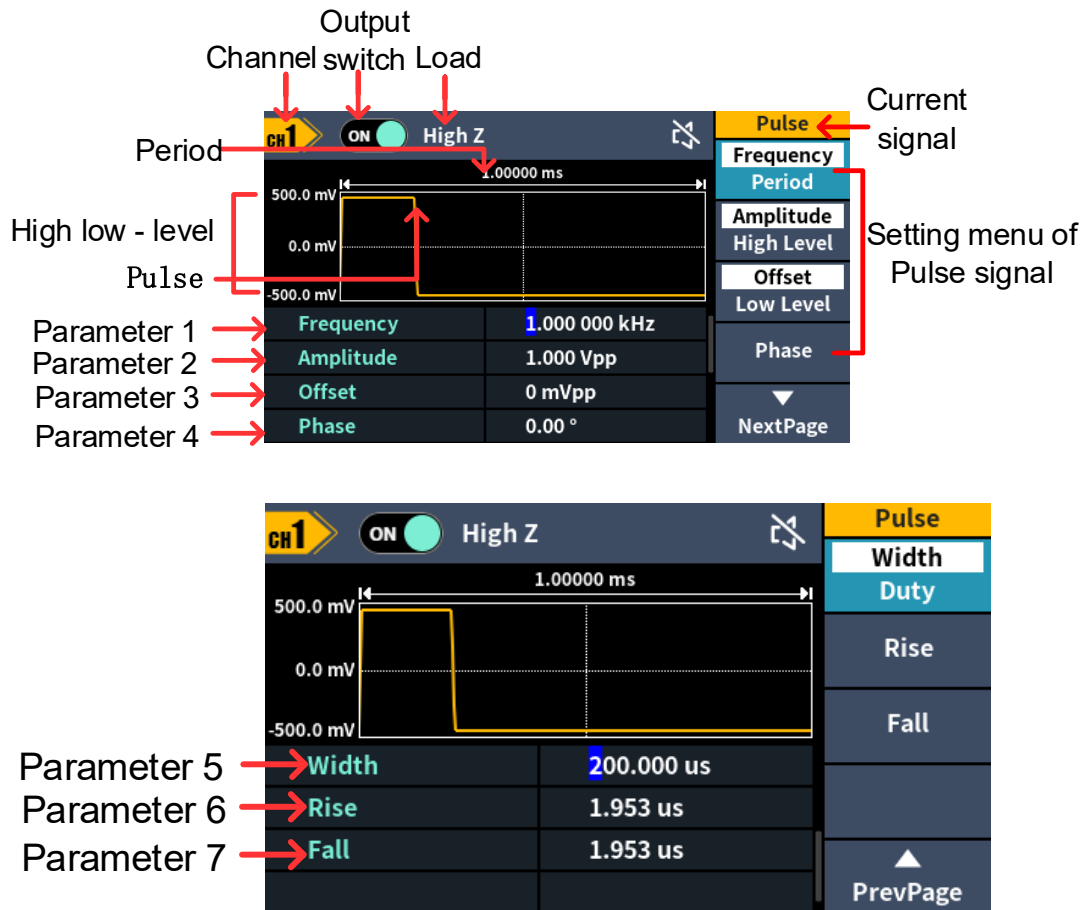 Output
Channel switch Load
CH1 ON High Z
Pulse
Current
signal
Period
1.00000 ms
500.0 mV
0.0 mV
-500.0 mV
High low - level
Pulse
Frequency
Period
Amplitude
High Level
Offset
Low Level
Phase
NextPage
Setting menu of
Pulse signal
Parameter 1 Frequency 1.000 000 kHz
Parameter 2 Amplitude 1.000 Vpp
Parameter 3 Offset 0 mVpp
Parameter 4 Phase 0.00 °
CH1 ON High Z
Pulse
1.00000 ms
500.0 mV
0.0 mV
-500.0 mV
Width
Duty
Rise
Fall
PrevPage
Parameter 5 Width 200.000 us
Parameter 6 Rise 1.953 us
Parameter 7 Fall 1.953 us